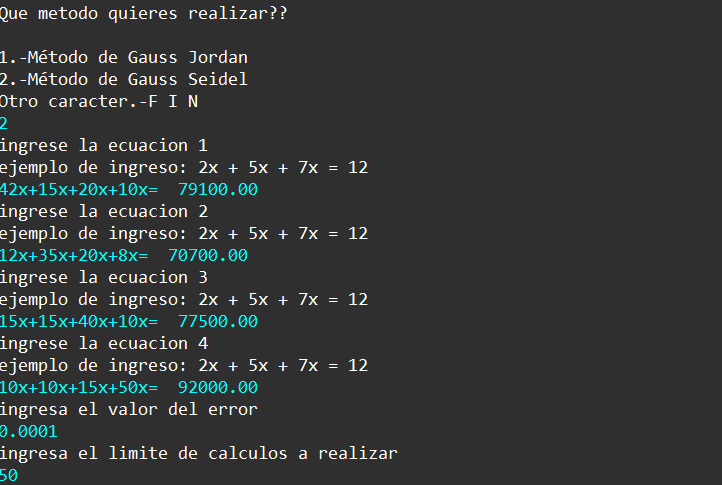 Que metodo quieres realizar??
1.-Método de Gauss Jordan
2.-Método de Gauss Seidel
Otro caracter.-F I N
2
ingrese la ecuacion 1
ejemplo de ingreso: 2x + 5x + 7x = 12
42x+15x+20x+10x=  79100.00
ingrese la ecuacion 2
ejemplo de ingreso: 2x + 5x + 7x = 12
12x+35x+20x+8x=  70700.00
ingrese la ecuacion 3
ejemplo de ingreso: 2x + 5x + 7x = 12
15x+15x+40x+10x=  77500.00
ingrese la ecuacion 4
ejemplo de ingreso: 2x + 5x + 7x = 12
10x+10x+15x+50x=  92000.00
ingresa el valor del error
0.0001
ingresa el limite de calculos a realizar
50